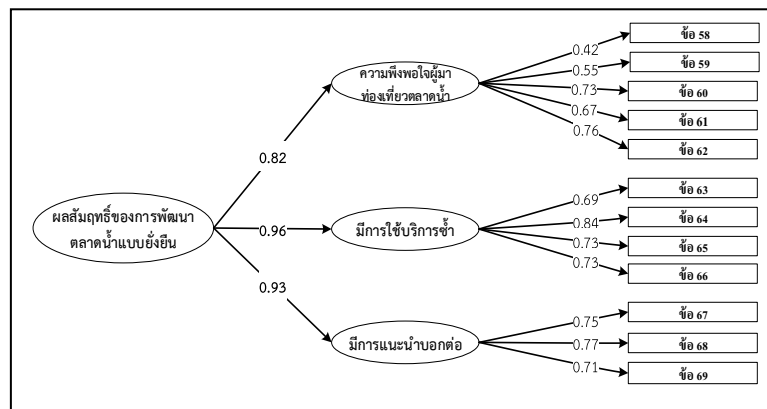 ข้อ 58
0.42
ความพึงพอใจผู้มา
ท่องเที่ยวตลาดน้ำ
0.55
ข้อ 59
0.73
ข้อ 60
0.67
ข้อ 61
0.76
ข้อ 62
0.82
0.69
ข้อ 63
ผลสัมฤทธิ์ของการพัฒนา
ตลาดน้ำแบบยั่งยืน
0.96
มีการใช้บริการซ้ำ
0.84
ข้อ 64
0.73
ข้อ 65
0.73
ข้อ 66
0.93
0.75
ข้อ 67
มีการแนะนำบอกต่อ
0.77
ข้อ 68
0.71
ข้อ 69